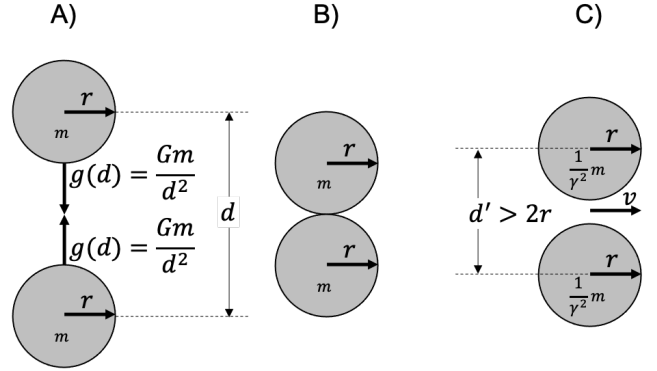 A)
r
m
g(d) = Gm/d²
g(d) = Gm/d²
r
m
d
B)
r
m
r
m
C)
r
1/γ² m
v
d′ > 2r
r
1/γ² m